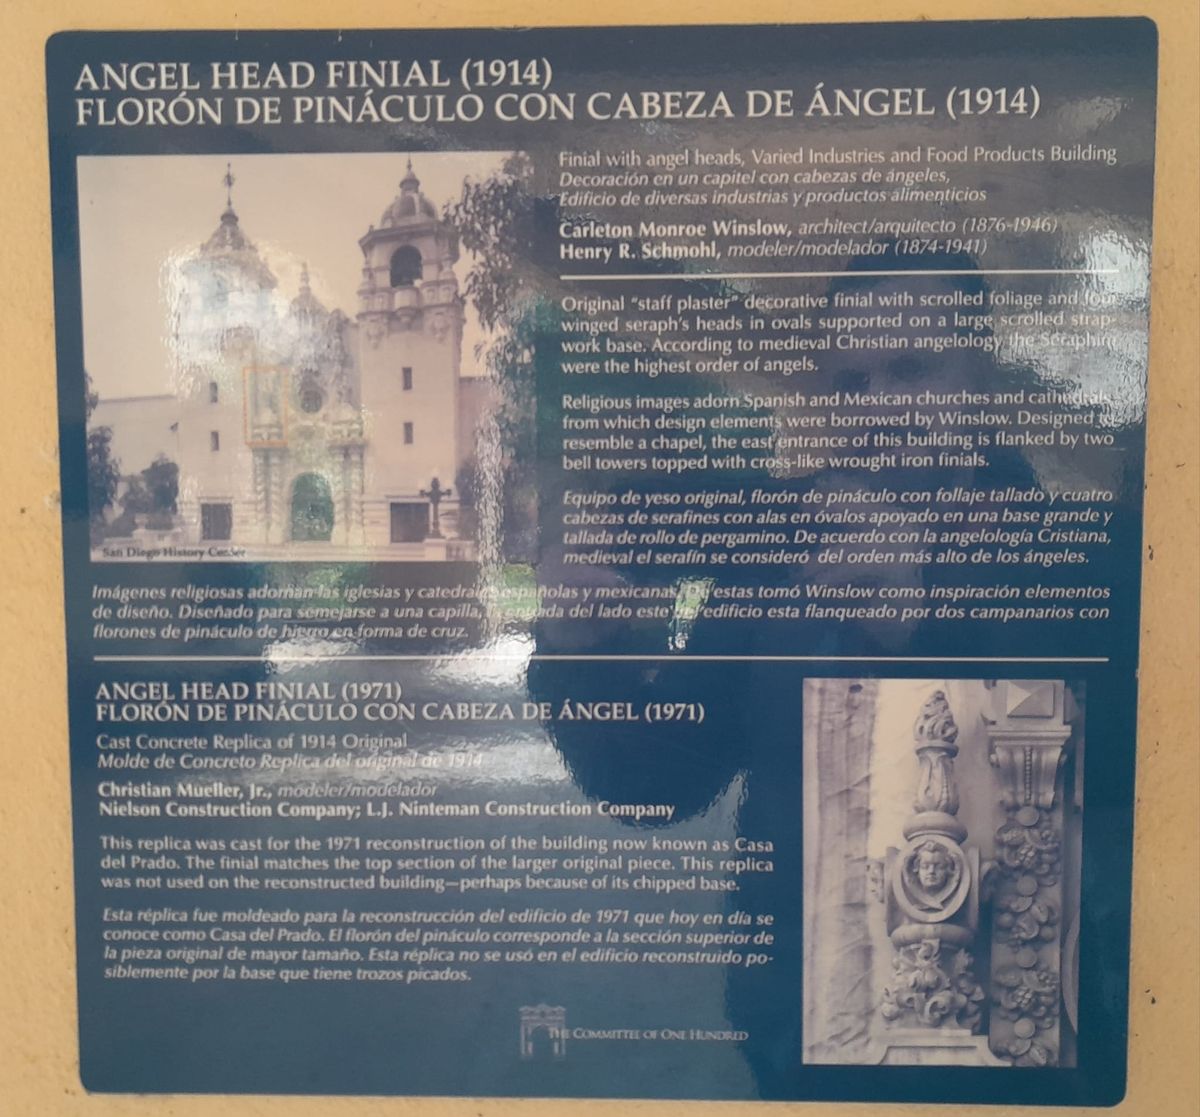 ANGEL HEAD FINIAL (1914)
FLORÓN DE PINÁCULO CON CABEZA DE ÁNGEL (1914)
Finial with angel heads, Varied Industries and Food Products Building
Decoración en un capitel con cabezas de ángeles,
Edificio de diversas industrias y productos alimenticios
Carleton Monroe Winslow, architect/arquitecto (1876-1946)
Henry R. Schmohl, modeler/modelador (1874-1941)
Original "staff plaster" decorative finial with scrolled foliage and four
winged seraph's heads in ovals supported on a large scrolled strap-
work base. According to medieval Christian angelology the Seraphim
were the highest order of angels.
Religious images adorn Spanish and Mexican churches and cathedrals
from which design elements were borrowed by Winslow. Designed to
resemble a chapel, the east entrance of this building is flanked by two
bell towers topped with cross-like wrought iron finials.
Equipo de yeso original, florón de pináculo con follaje tallado y cuatro
cabezas de serafines con alas en óvalos apoyado en una base grande y
tallada de rollo de pergamino. De acuerdo con la angelología Cristiana,
medieval el serafín se consideró del orden más alto de los ángeles.
San Diego History Center
Imágenes religiosas adornan las iglesias y catedrales españolas y mexicanas. estas tomó Winslow como inspiración elementos
de diseño. Diseñado para semejarse a una capilla, la entrada del lado este edificio esta flanqueado por dos campanarios con
florones de pináculo de hierro en forma de cruz.
ANGEL HEAD FINIAL (1971)
FLORÓN DE PINÁCULO CON CABEZA DE ÁNGEL (1971)
Cast Concrete Replica of 1914 Original
Molde de Concreto Replica del original de 1914
Christian Mueller, Jr., modeler/modelador
Nielson Construction Company; L.J. Ninteman Construction Company
This replica was cast for the 1971 reconstruction of the building now known as Casa
del Prado. The finial matches the top section of the larger original piece. This replica
was not used on the reconstructed building—perhaps because of its chipped base.
Esta réplica fue moldeado para la reconstrucción del edificio de 1971 que hoy en día se
conoce como Casa del Prado. El florón del pináculo corresponde a la sección superior de
la pieza original de mayor tamaño. Esta réplica no se usó en el edificio reconstruido po-
siblemente por la base que tiene trozos picados.
THE COMMITTEE OF ONE HUNDRED